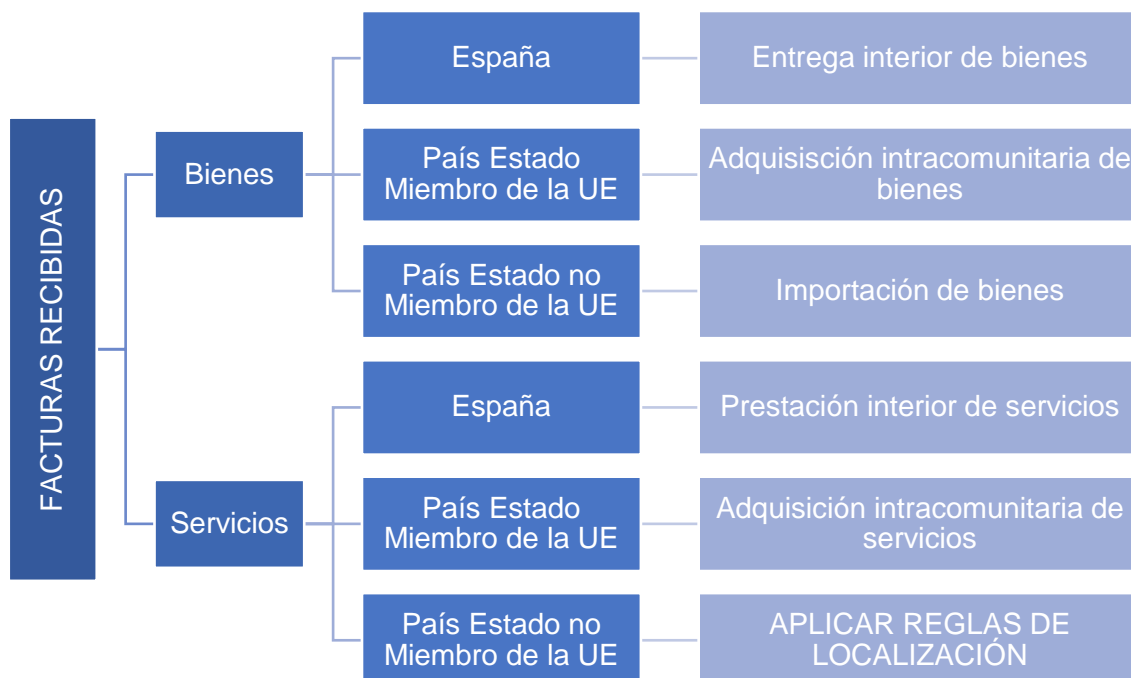 FACTURAS RECIBIDAS
Bienes
España
Entrega interior de bienes
País Estado
Miembro de la UE
Adquisisción intracomunitaria de
bienes
País Estado no
Miembro de la UE
Importación de bienes
Servicios
España
Prestación interior de servicios
País Estado
Miembro de la UE
Adquisición intracomunitaria de
servicios
País Estado no
Miembro de la UE
APLICAR REGLAS DE
LOCALIZACIÓN